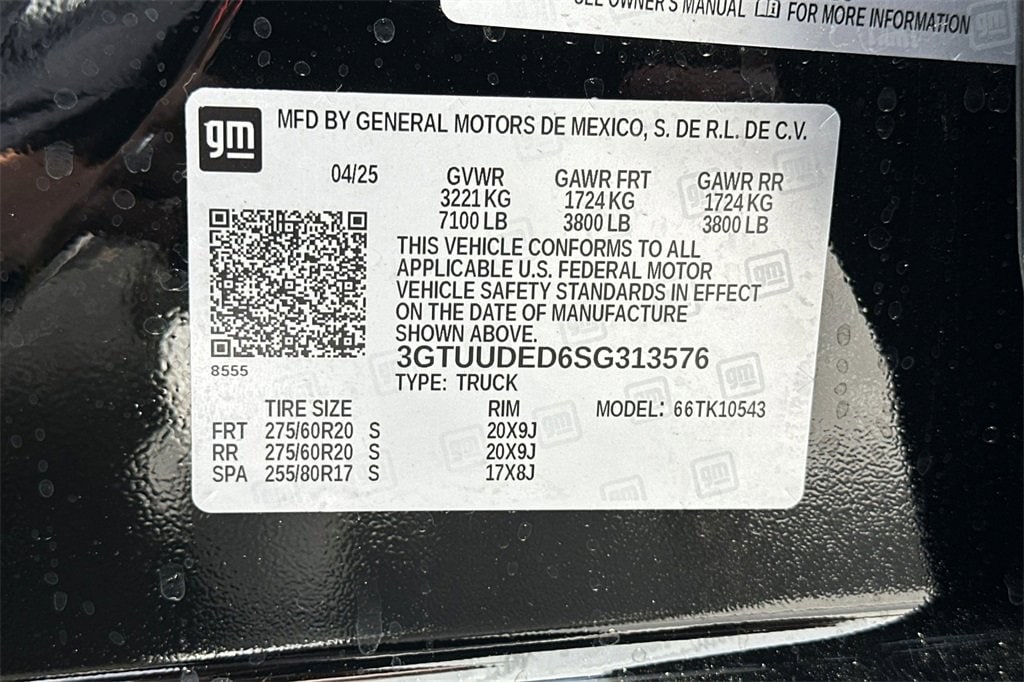 SEE OWNER'S MANUAL FOR MORE INFORMATION
gm
MFD BY GENERAL MOTORS DE MEXICO, S. DE R.L. DE C.V.
04/25 GVWR GAWR FRT GAWR RR
3221 KG 1724 KG 1724 KG
7100 LB 3800 LB 3800 LB
THIS VEHICLE CONFORMS TO ALL
APPLICABLE U.S. FEDERAL MOTOR
VEHICLE SAFETY STANDARDS IN EFFECT
ON THE DATE OF MANUFACTURE
SHOWN ABOVE.
3GTUUDED6SG313576
8555
TYPE: TRUCK
TIRE SIZE RIM MODEL: 66TK10543
FRT 275/60R20 S 20X9J
RR 275/60R20 S 20X9J
SPA 255/80R17 S 17X8J